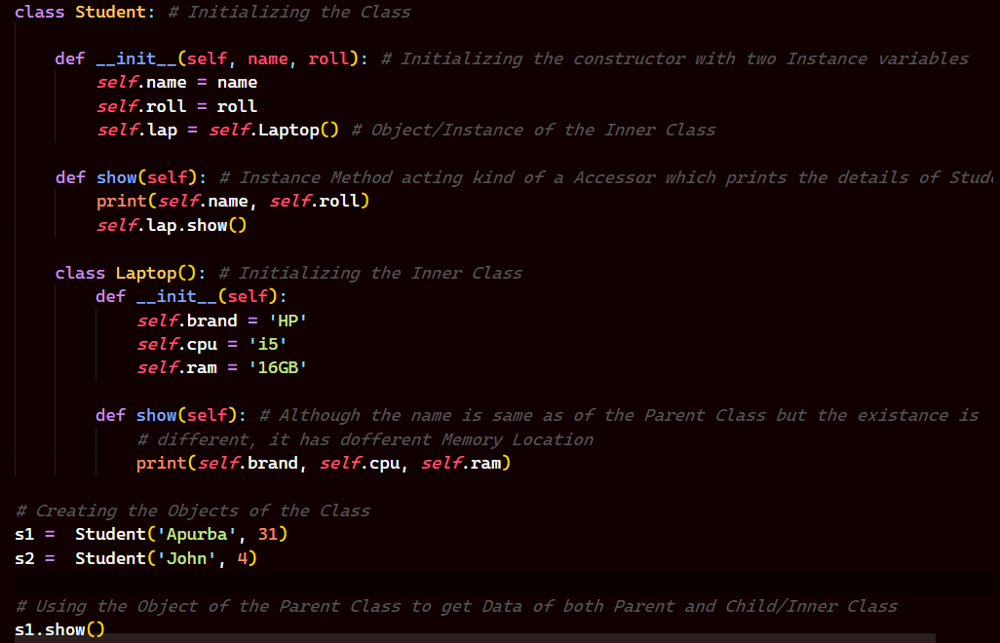 class Student: # Initializing the Class
def __init__(self, name, roll): # Initializing the constructor with two Instance variables
self.name = name
self.roll = roll
self.lap = self.Laptop() # Object/Instance of the Inner Class
def show(self): # Instance Method acting kind of a Accessor which prints the details of
print(self.name, self.roll)
self.lap.show()
class Laptop(): # Initializing the Inner Class
def __init__(self):
self.brand = 'HP'
self.cpu = 'i5'
self.ram = '16GB'
def show(self): # Although the name is same as of the Parent Class but the existance is
# different, it has dofferent Memory Location
print(self.brand, self.cpu, self.ram)
# Creating the Objects of the Class
s1 =  Student('Apurba', 31)
s2 =  Student('John', 4)
# Using the Object of the Parent Class to get Data of both Parent and Child/Inner Class
s1.show()